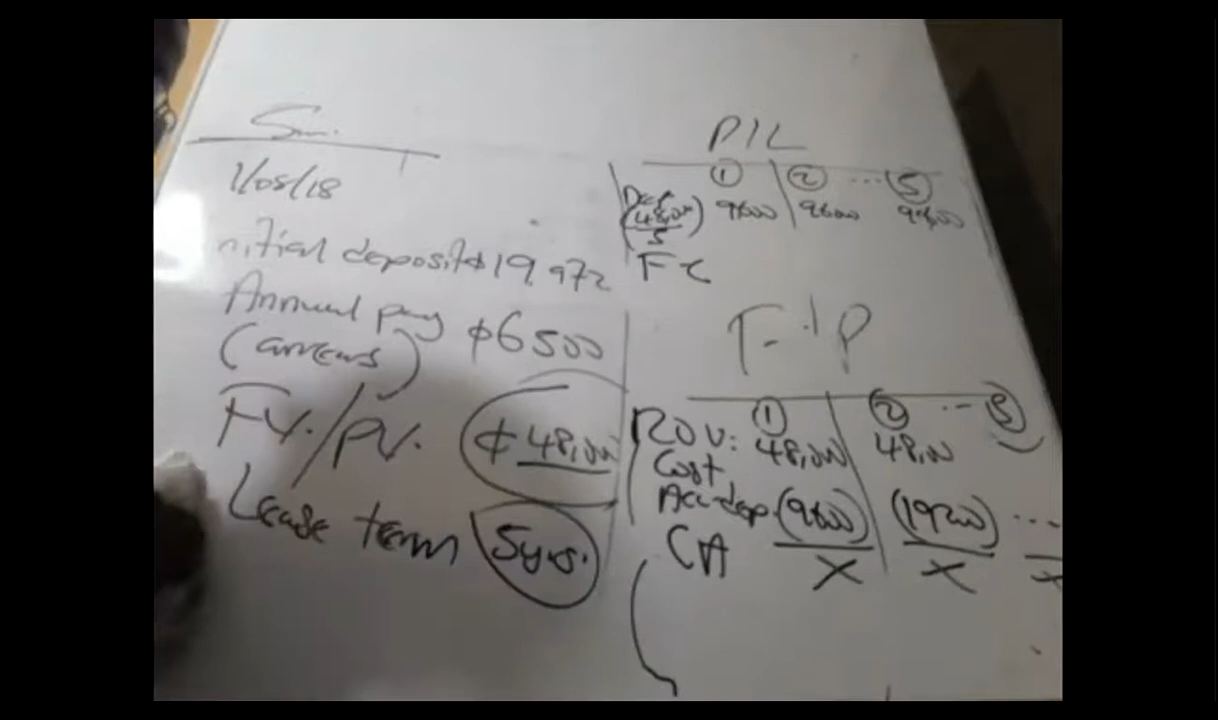 Sun.
1/05/18
nitial deposit ¢19,972
Annual pay ¢6500
(arrears)
FV./PV. ¢48,000
Lease term 5yrs.
P/L
① ② ... ⑤
(48,000/5) 9600 9600 9600
FC
F-P
① ② ... ⑤
ROU: 48,000 48,000
Cost
Acc-dep. (9600) (19200) ...
CA X X X